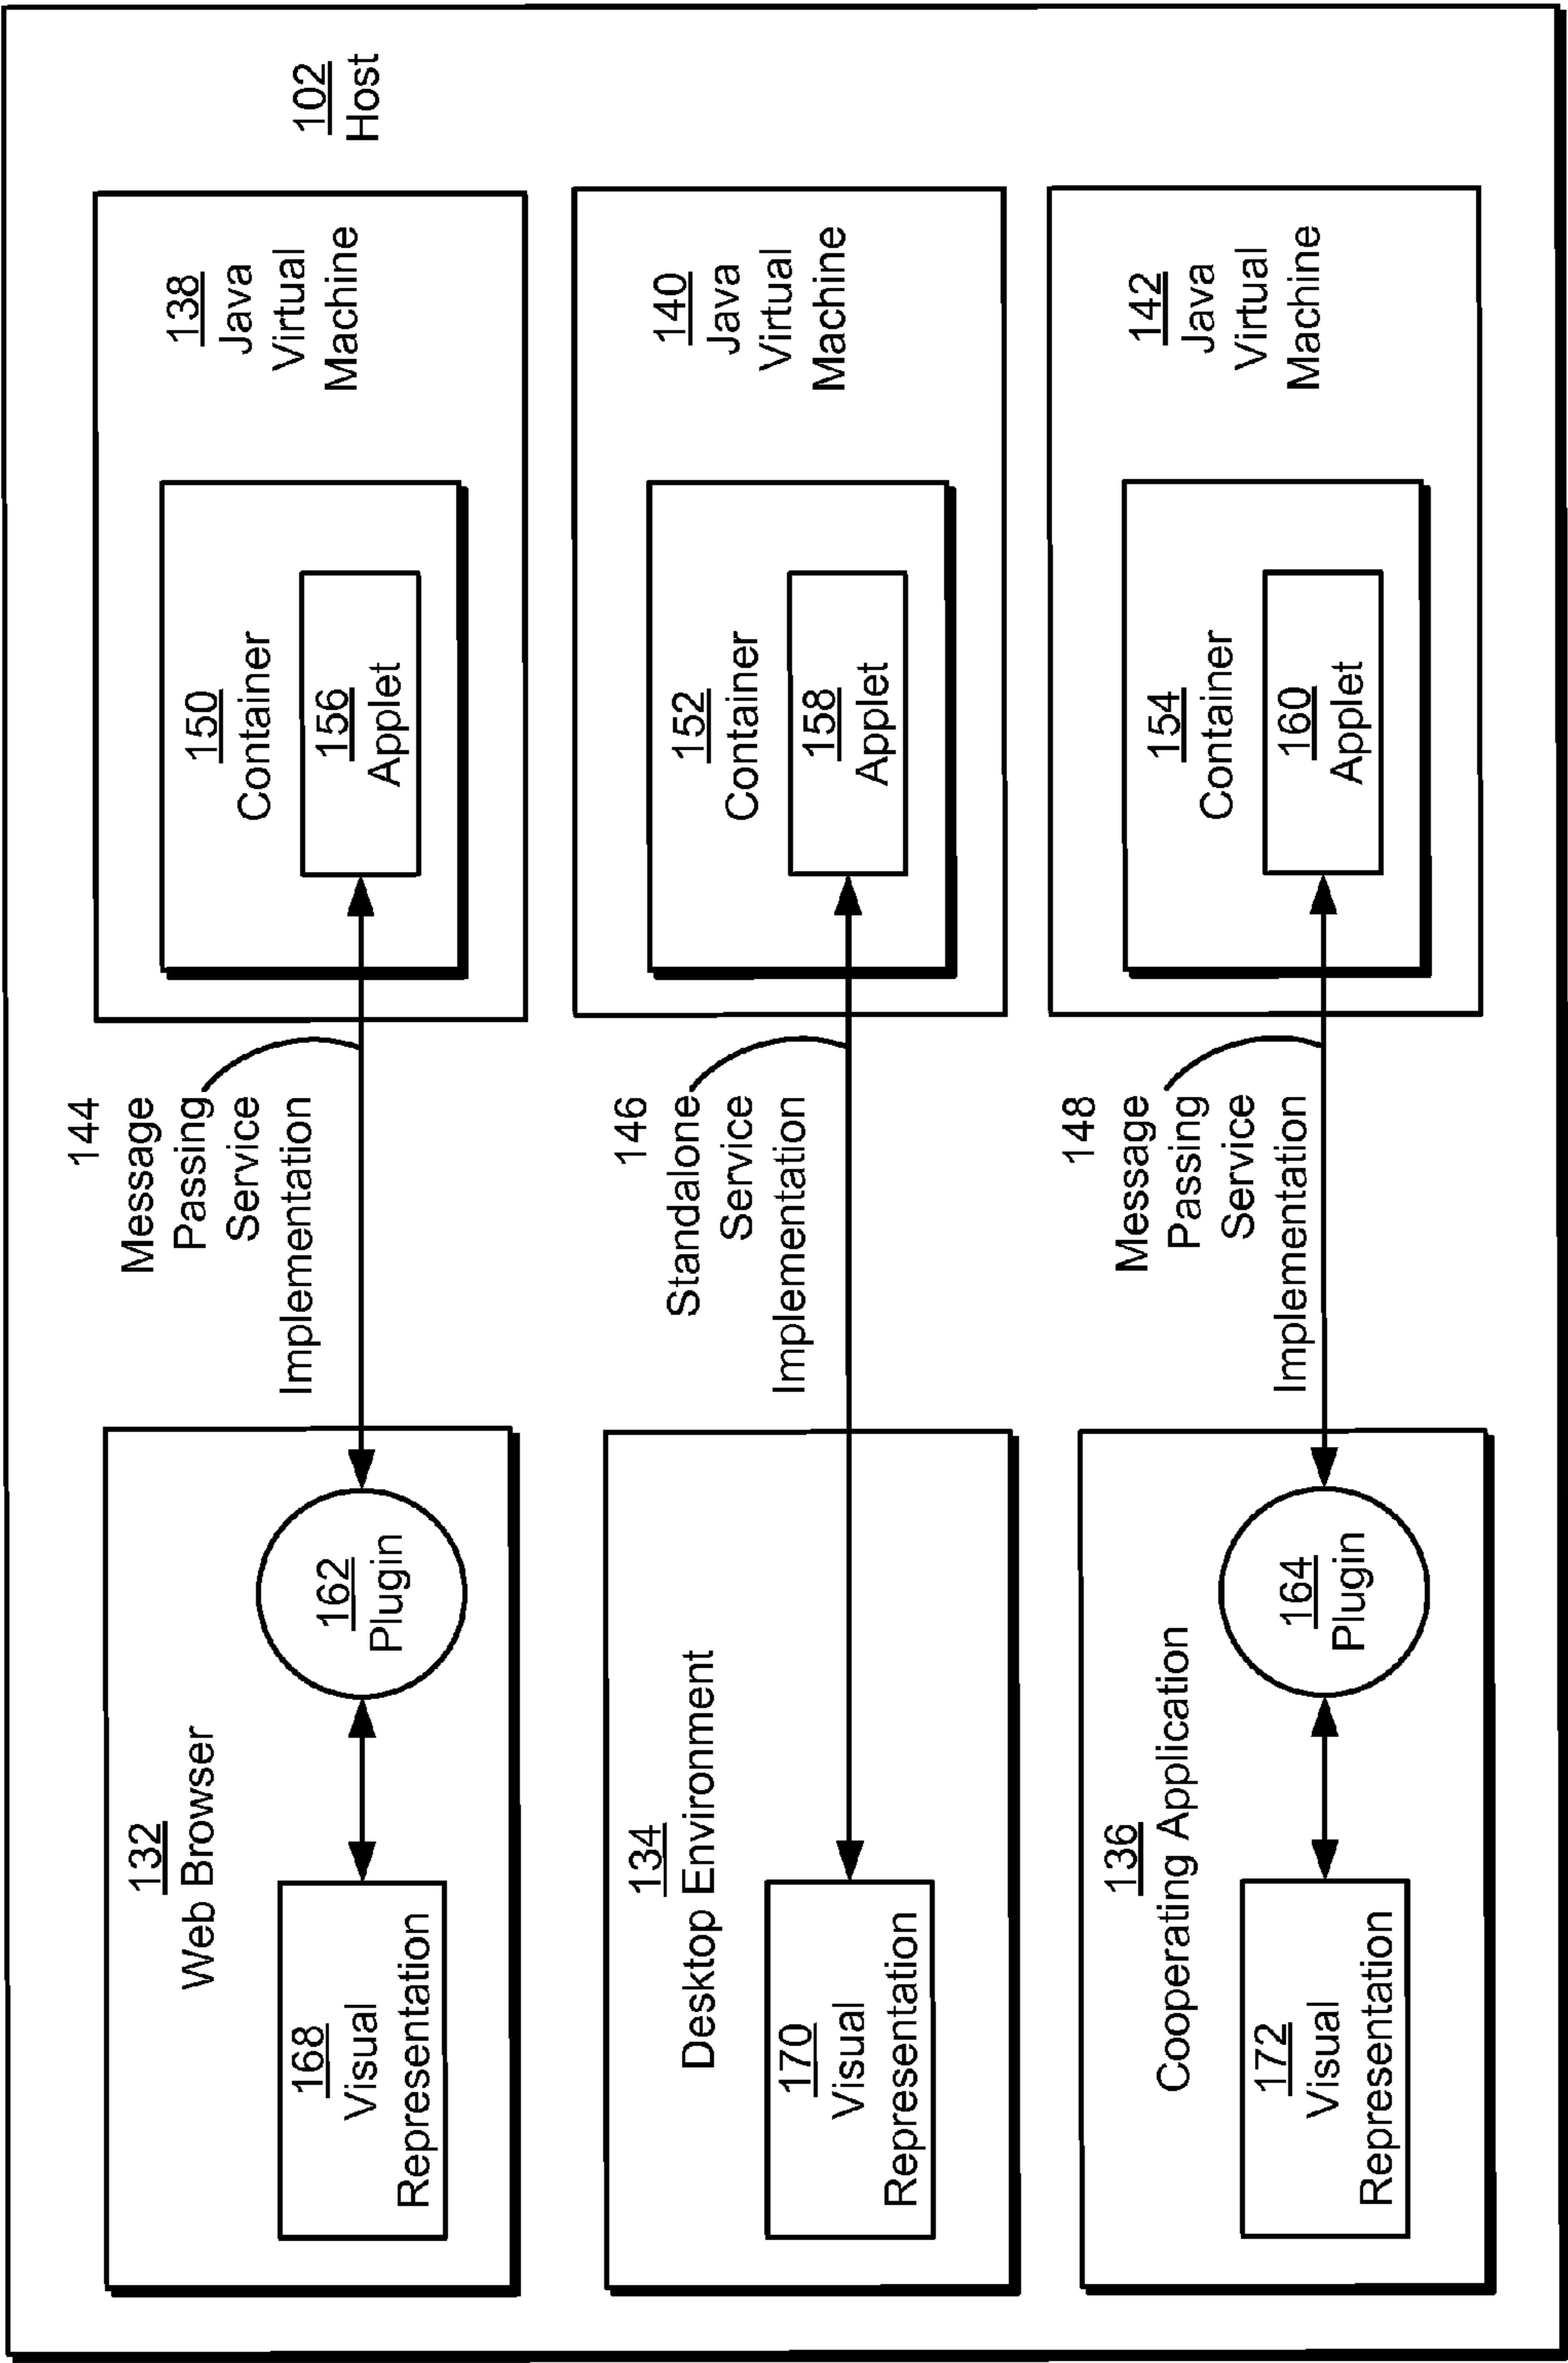 132
Web Browser
168
Visual
Representation
162
Plugin
144
Message
Passing
Service
Implementation
150
Container
156
Applet
138
Java
Virtual
Machine
102
Host
134
Desktop Environment
170
Visual
Representation
146
Standalone
Service
Implementation
152
Container
158
Applet
140
Java
Virtual
Machine
136
Cooperating Application
172
Visual
Representation
164
Plugin
148
Message
Passing
Service
Implementation
154
Container
160
Applet
142
Java
Virtual
Machine